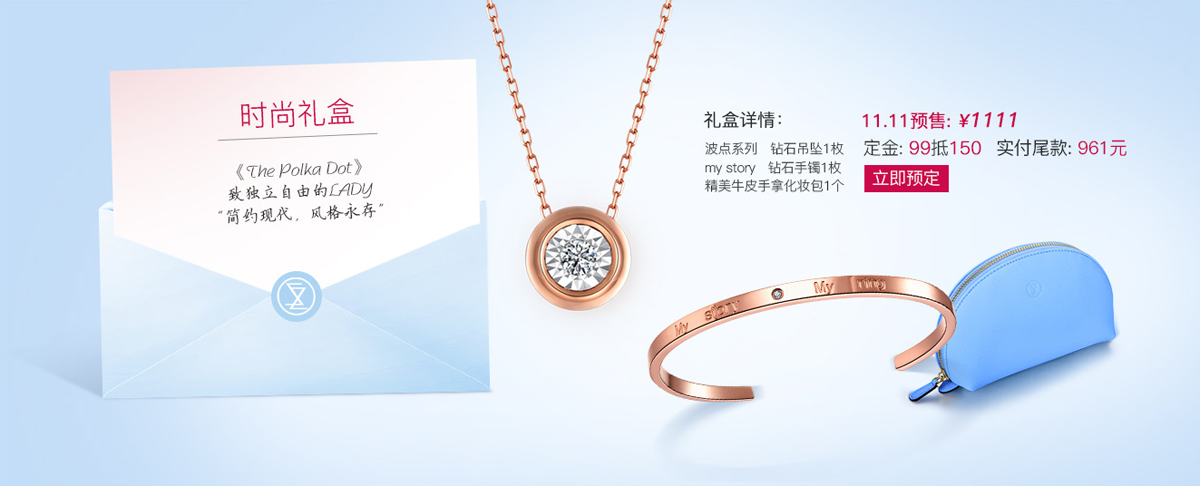 时尚礼盒
《The Polka Dot》
致独立自由的LADY
“简约现代，风格永存”
礼盒详情：
波点系列 钻石吊坠1枚
my story 钻石手镯1枚
精美牛皮手拿化妆包1个
11.11预售: ¥1111
定金: 99抵150 实付尾款: 961元
立即预定
My story My ring